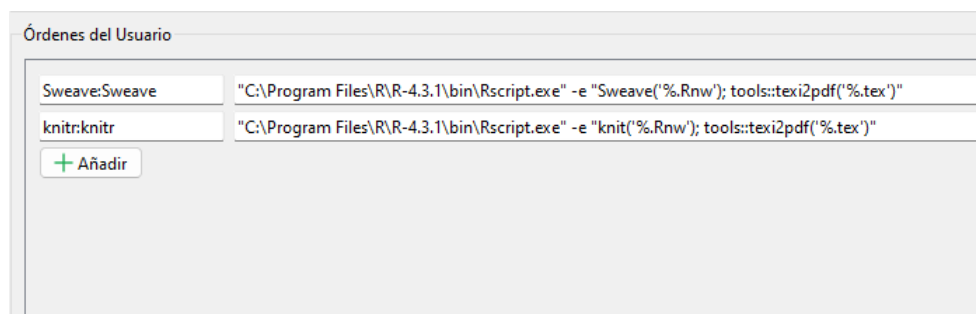 Órdenes del Usuario
Sweave:Sweave "C:\Program Files\R\R-4.3.1\bin\Rscript.exe" -e "Sweave('%.Rnw'); tools::texi2pdf('%.tex')"
knitr:knitr "C:\Program Files\R\R-4.3.1\bin\Rscript.exe" -e "knit('%.Rnw'); tools::texi2pdf('%.tex')"
Añadir